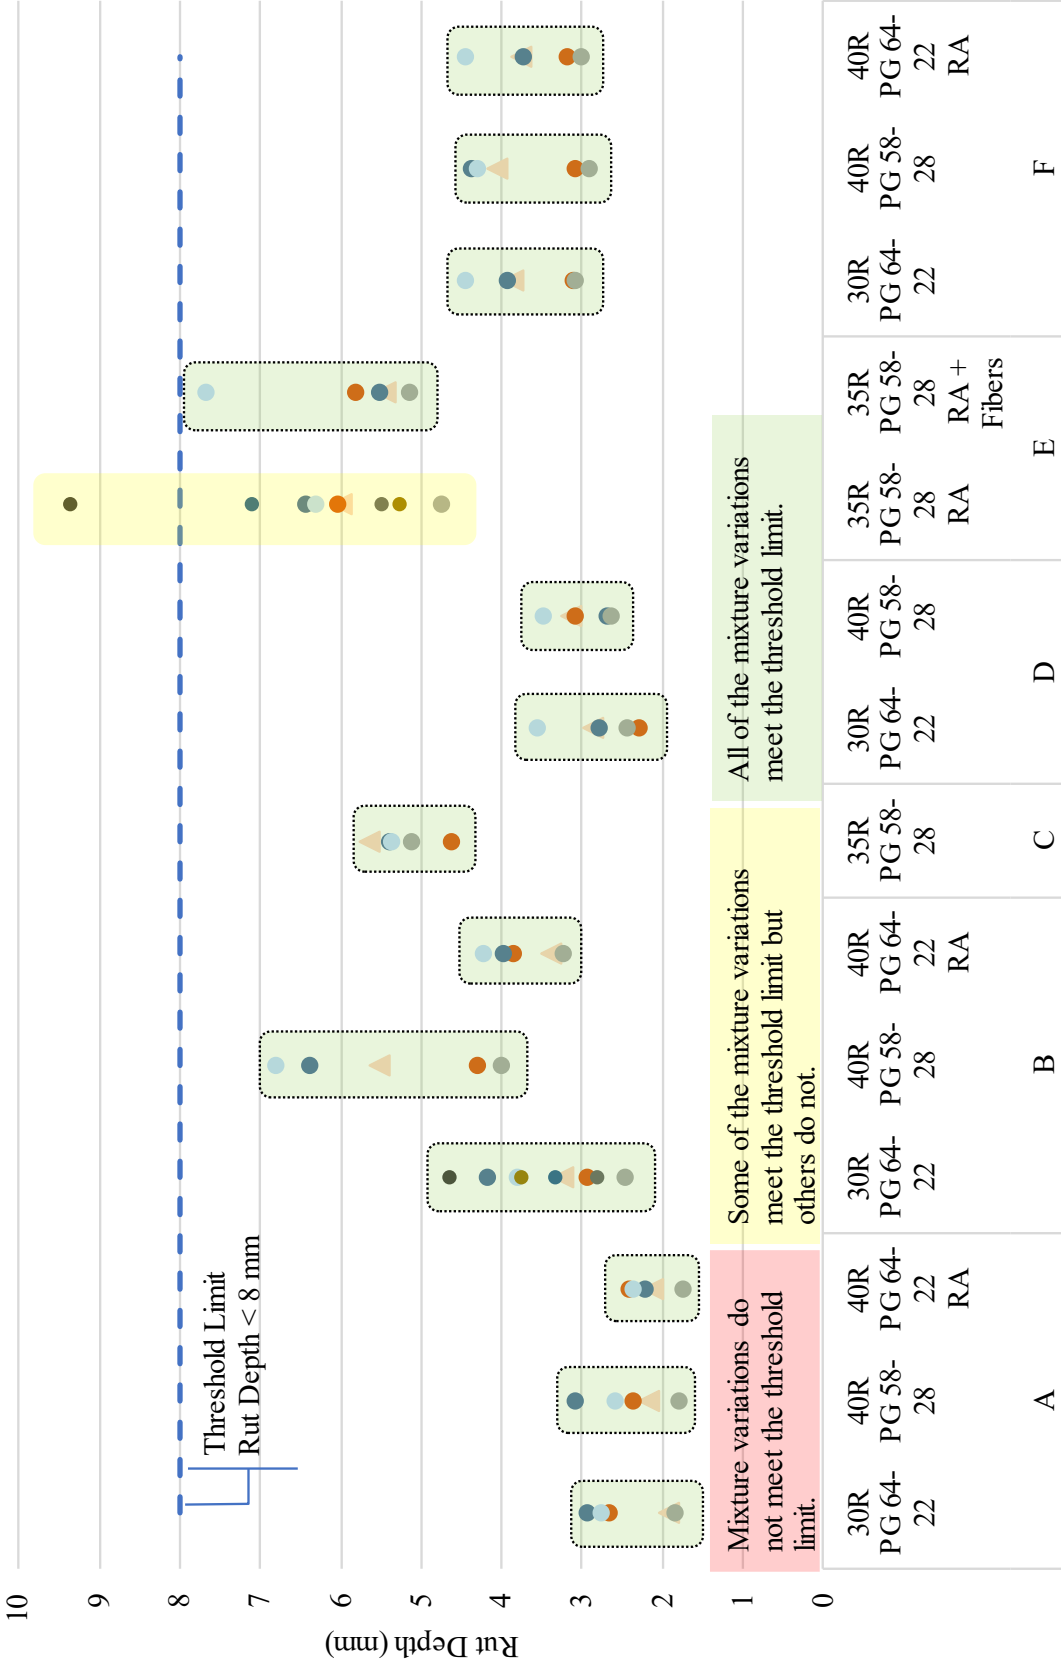 10
9
8
7
6
5
4
3
2
1
0
Rut Depth (mm)
Threshold Limit
Rut Depth < 8 mm
Mixture variations do
not meet the threshold
limit.
Some of the mixture variations
meet the threshold limit but
others do not.
All of the mixture variations
meet the threshold limit.
30R
PG 64-
22
40R
PG 58-
28
40R
PG 64-
22
RA
30R
PG 64-
22
40R
PG 58-
28
40R
PG 64-
22
RA
35R
PG 58-
28
30R
PG 64-
22
40R
PG 58-
28
35R
PG 58-
28
RA
35R
PG 58-
28
RA +
Fibers
30R
PG 64-
22
40R
PG 58-
28
40R
PG 64-
22
RA
A
B
C
D
E
F